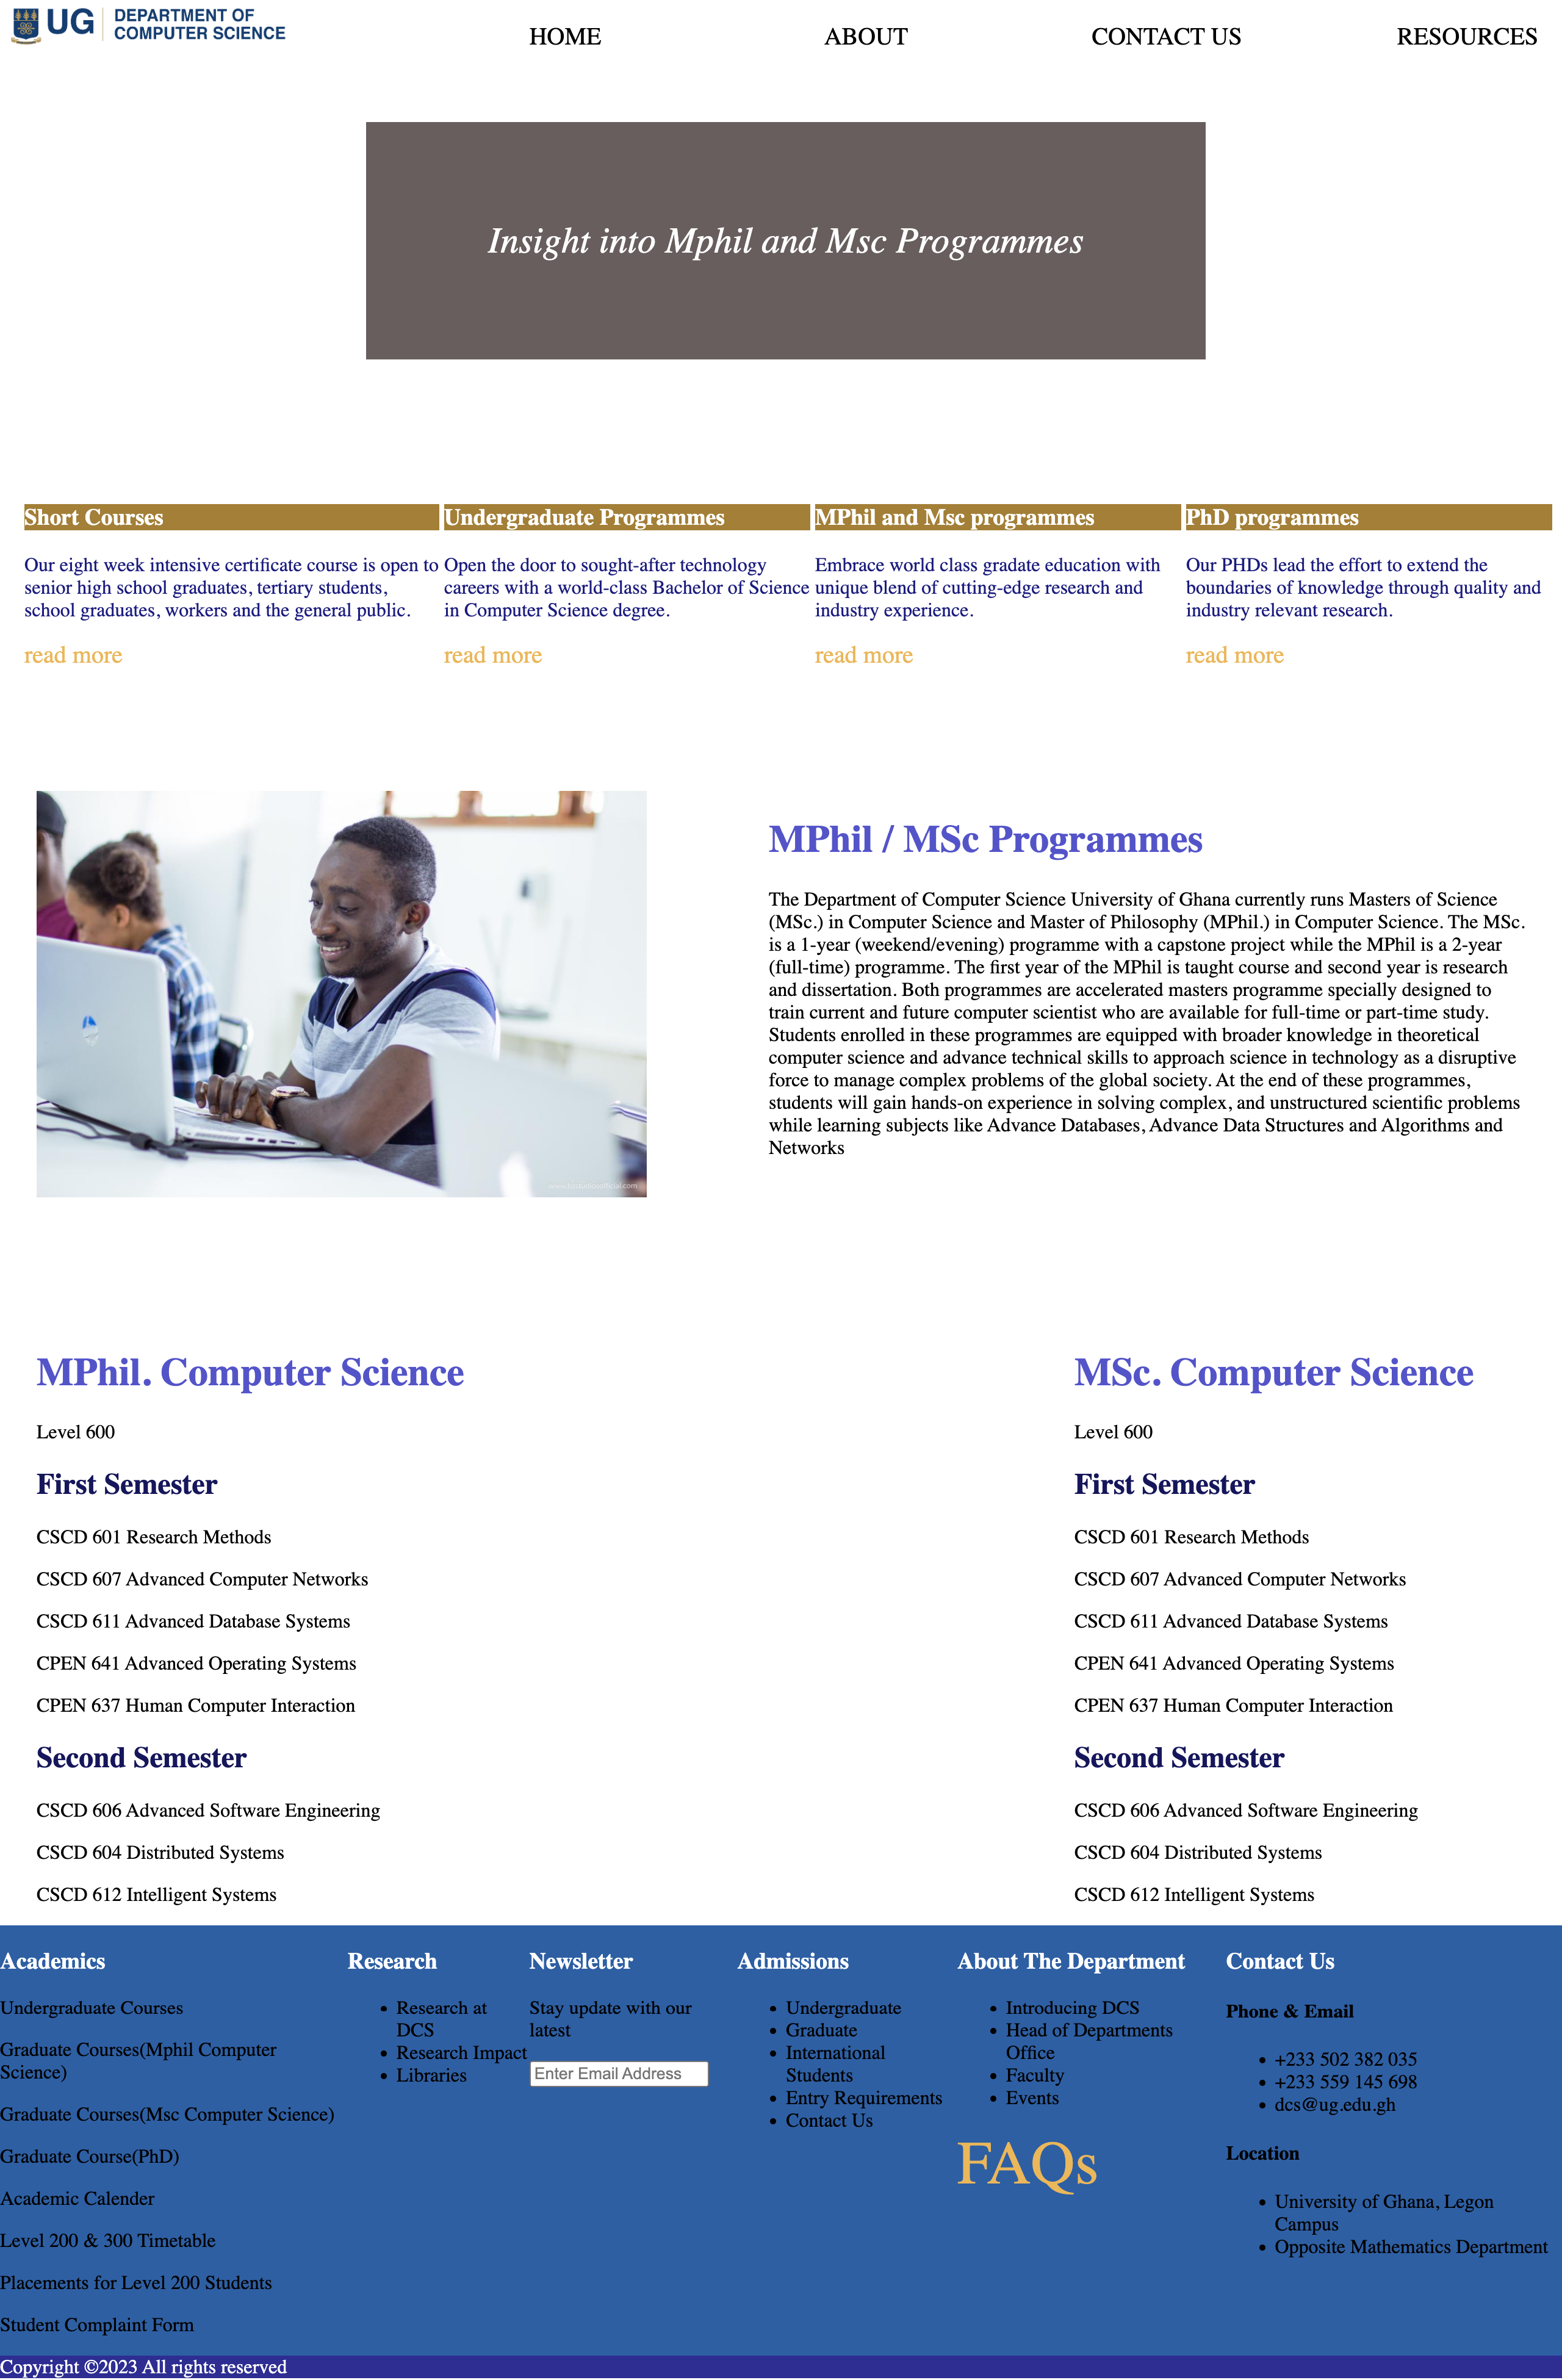 UG DEPARTMENT OF
COMPUTER SCIENCE
HOME ABOUT CONTACT US RESOURCES
Insight into Mphil and Msc Programmes
Short Courses
Our eight week intensive certificate course is open to
senior high school graduates, tertiary students,
school graduates, workers and the general public.
read more
Undergraduate Programmes
Open the door to sought-after technology
careers with a world-class Bachelor of Science
in Computer Science degree.
read more
MPhil and Msc programmes
Embrace world class gradate education with
unique blend of cutting-edge research and
industry experience.
read more
PhD programmes
Our PHDs lead the effort to extend the
boundaries of knowledge through quality and
industry relevant research.
read more
MPhil / MSc Programmes
The Department of Computer Science University of Ghana currently runs Masters of Science
(MSc.) in Computer Science and Master of Philosophy (MPhil.) in Computer Science. The MSc.
is a 1-year (weekend/evening) programme with a capstone project while the MPhil is a 2-year
(full-time) programme. The first year of the MPhil is taught course and second year is research
and dissertation. Both programmes are accelerated masters programme specially designed to
train current and future computer scientist who are available for full-time or part-time study.
Students enrolled in these programmes are equipped with broader knowledge in theoretical
computer science and advance technical skills to approach science in technology as a disruptive
force to manage complex problems of the global society. At the end of these programmes,
students will gain hands-on experience in solving complex, and unstructured scientific problems
while learning subjects like Advance Databases, Advance Data Structures and Algorithms and
Networks
MPhil. Computer Science
Level 600
First Semester
CSCD 601 Research Methods
CSCD 607 Advanced Computer Networks
CSCD 611 Advanced Database Systems
CPEN 641 Advanced Operating Systems
CPEN 637 Human Computer Interaction
Second Semester
CSCD 606 Advanced Software Engineering
CSCD 604 Distributed Systems
CSCD 612 Intelligent Systems
MSc. Computer Science
Level 600
First Semester
CSCD 601 Research Methods
CSCD 607 Advanced Computer Networks
CSCD 611 Advanced Database Systems
CPEN 641 Advanced Operating Systems
CPEN 637 Human Computer Interaction
Second Semester
CSCD 606 Advanced Software Engineering
CSCD 604 Distributed Systems
CSCD 612 Intelligent Systems
Academics
Undergraduate Courses
Graduate Courses(Mphil Computer
Science)
Graduate Courses(Msc Computer Science)
Graduate Course(PhD)
Academic Calender
Level 200 & 300 Timetable
Placements for Level 200 Students
Student Complaint Form
Research
• Research at
DCS
• Research Impact
• Libraries
Newsletter
Stay update with our
latest
Enter Email Address
Admissions
• Undergraduate
• Graduate
• International
Students
• Entry Requirements
• Contact Us
About The Department
• Introducing DCS
• Head of Departments
Office
• Faculty
• Events
FAQs
Contact Us
Phone & Email
• +233 502 382 035
• +233 559 145 698
• dcs@ug.edu.gh
Location
• University of Ghana, Legon
Campus
• Opposite Mathematics Department
Copyright ©2023 All rights reserved